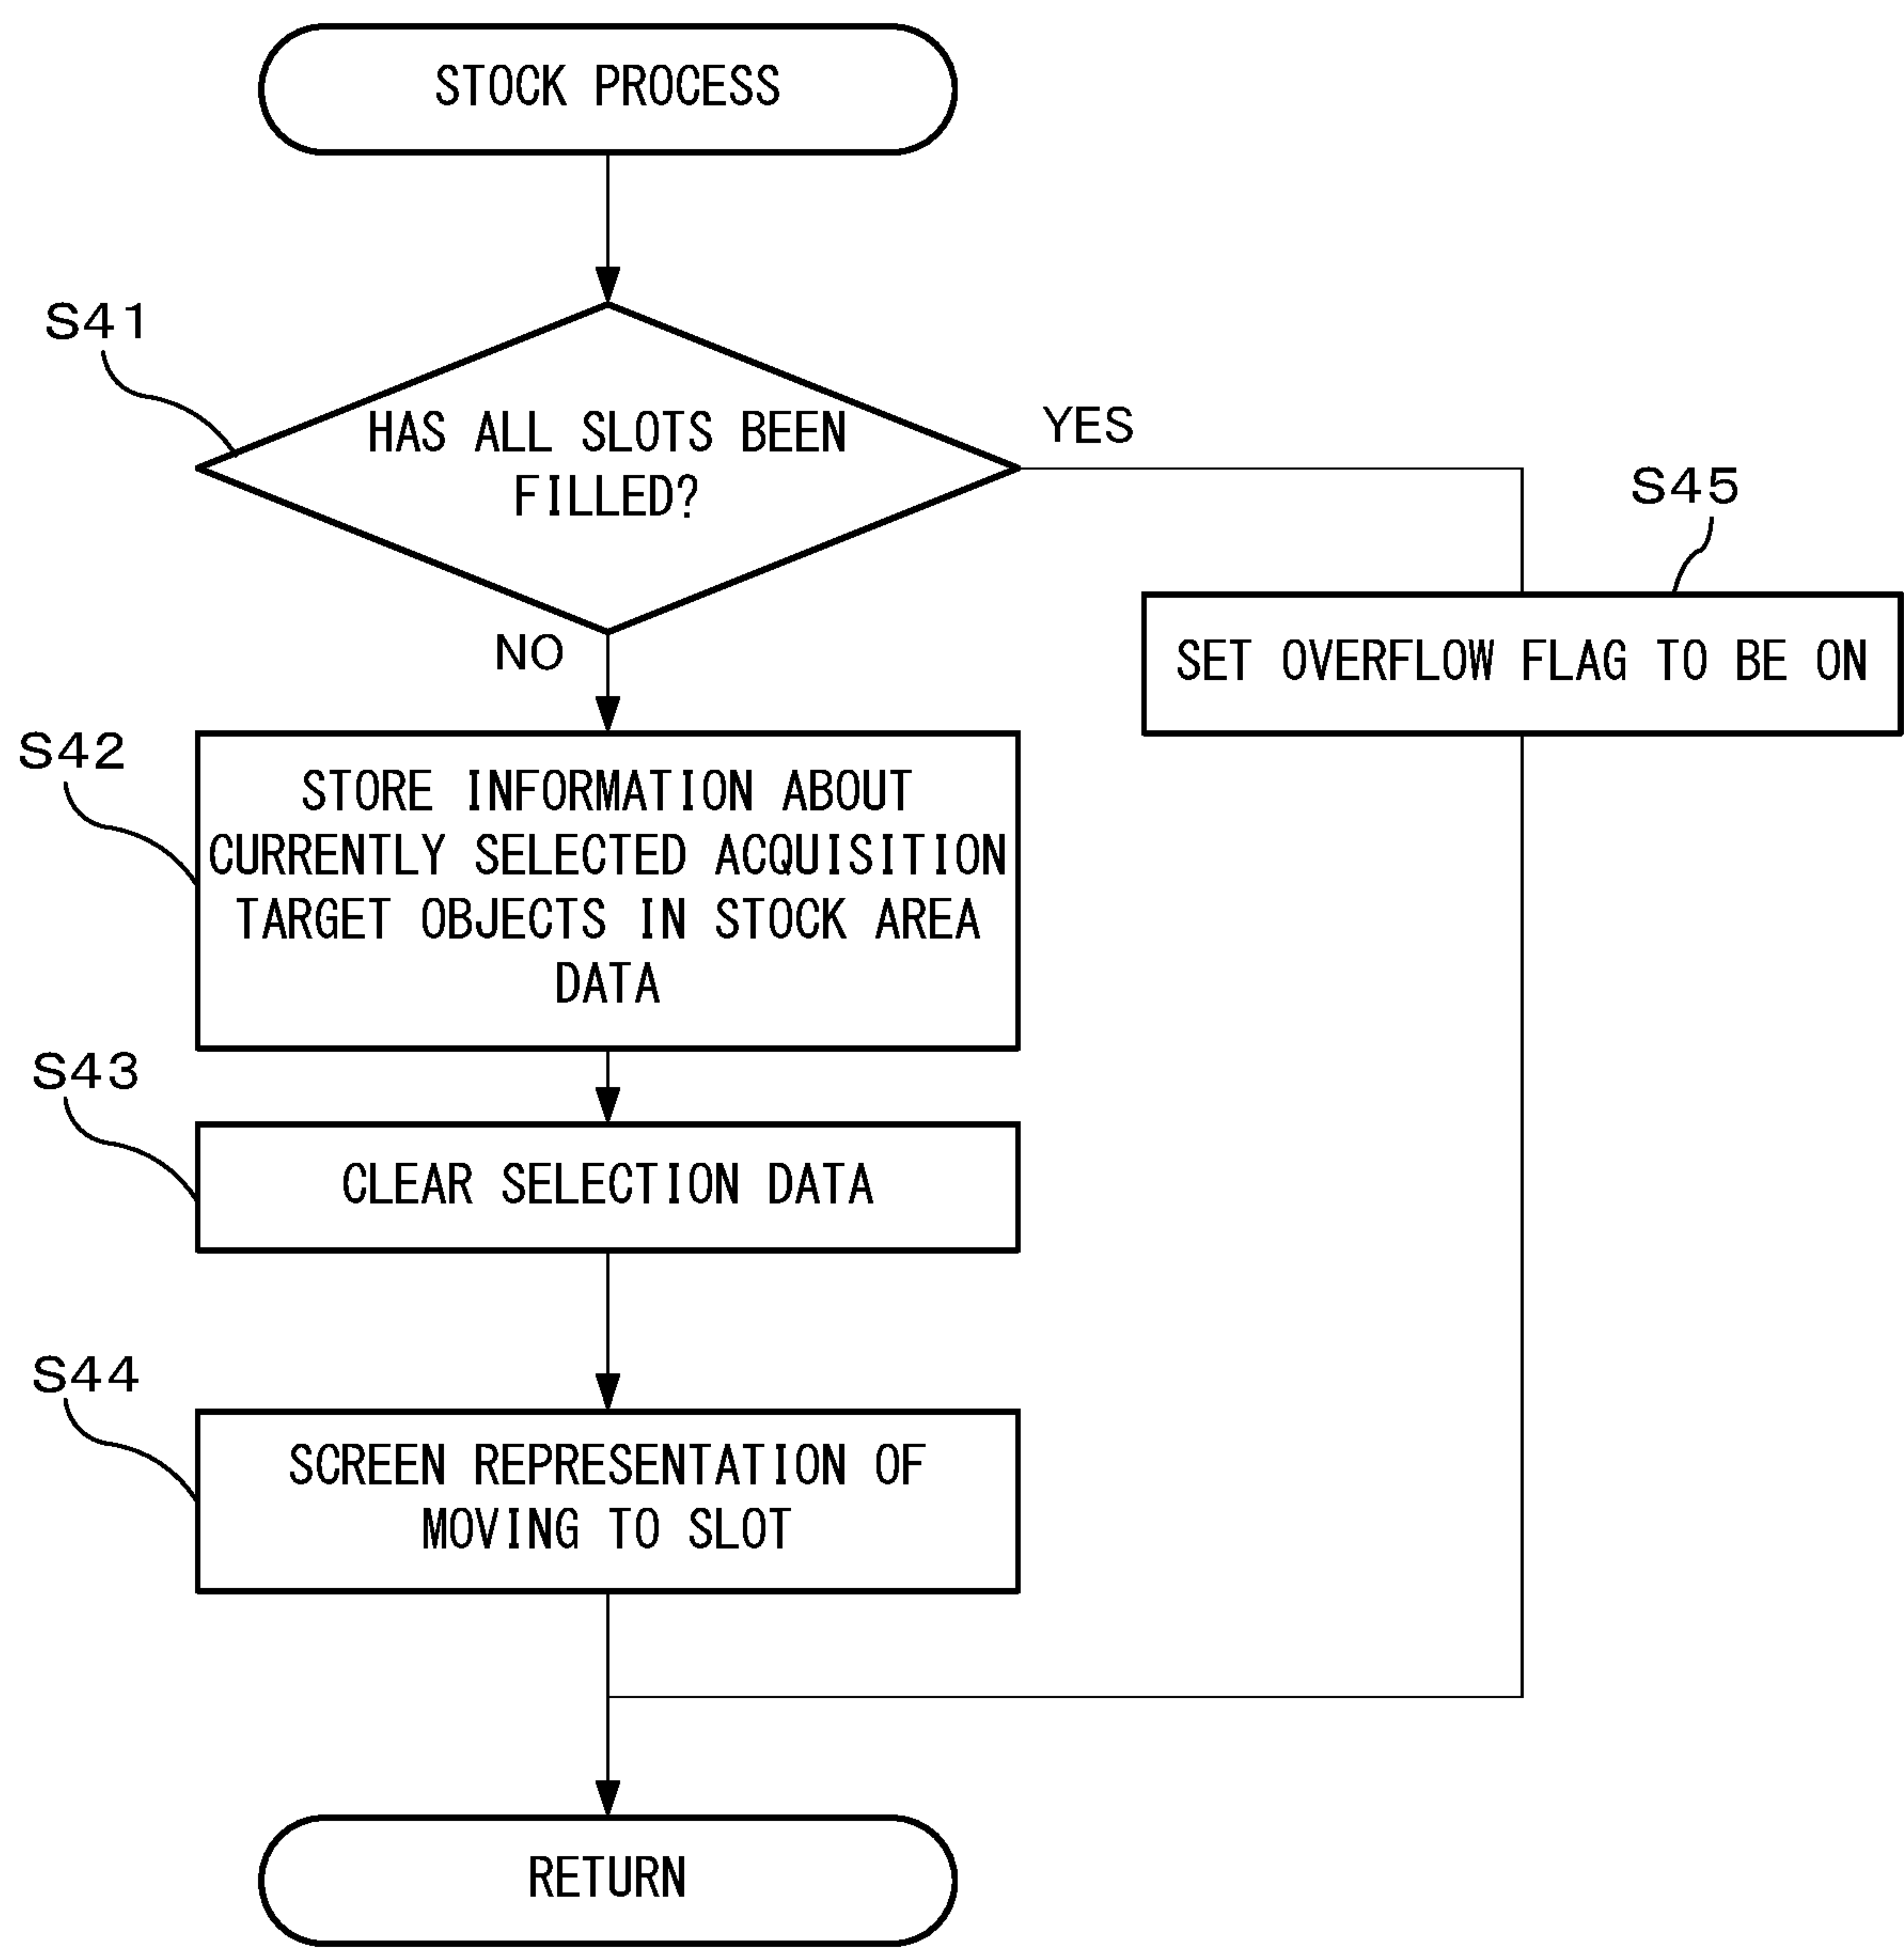 STOCK PROCESS
S41
HAS ALL SLOTS BEEN
FILLED?
YES
NO
S45
SET OVERFLOW FLAG TO BE ON
S42
STORE INFORMATION ABOUT
CURRENTLY SELECTED ACQUISITION
TARGET OBJECTS IN STOCK AREA
DATA
S43
CLEAR SELECTION DATA
S44
SCREEN REPRESENTATION OF
MOVING TO SLOT
RETURN